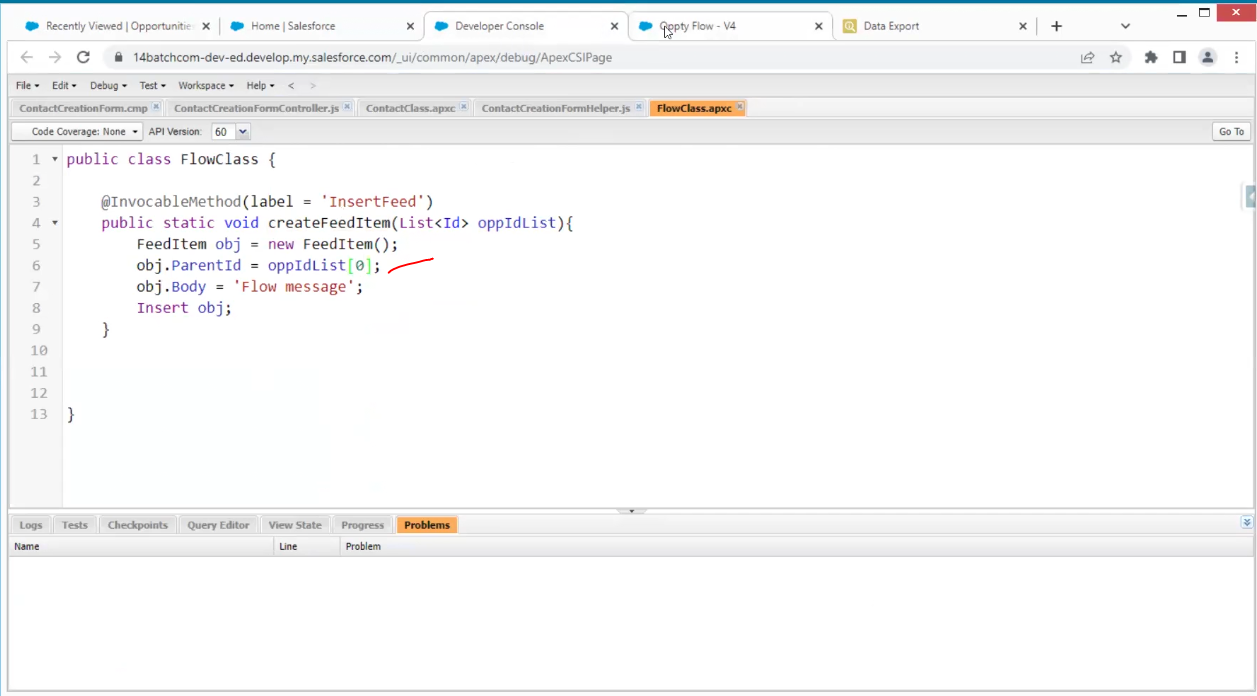 Recently Viewed | Opportunities
Home | Salesforce
Developer Console
Oppty Flow - V4
Data Export
14batchcom-dev-ed.develop.my.salesforce.com/_ui/common/apex/debug/ApexCSIPage
File Edit Debug Test Workspace Help < >
ContactCreationForm.cmp ContactCreationFormController.js ContactClass.apxc ContactCreationFormHelper.js FlowClass.apxc
Code Coverage: None API Version: 60 Go To
1 public class FlowClass {
2
3 @InvocableMethod(label = 'InsertFeed')
4 public static void createFeedItem(List<Id> oppIdList){
5 FeedItem obj = new FeedItem();
6 obj.ParentId = oppIdList[0];
7 obj.Body = 'Flow message';
8 Insert obj;
9 }
10
11
12
13 }
Logs Tests Checkpoints Query Editor View State Progress Problems
Name Line Problem